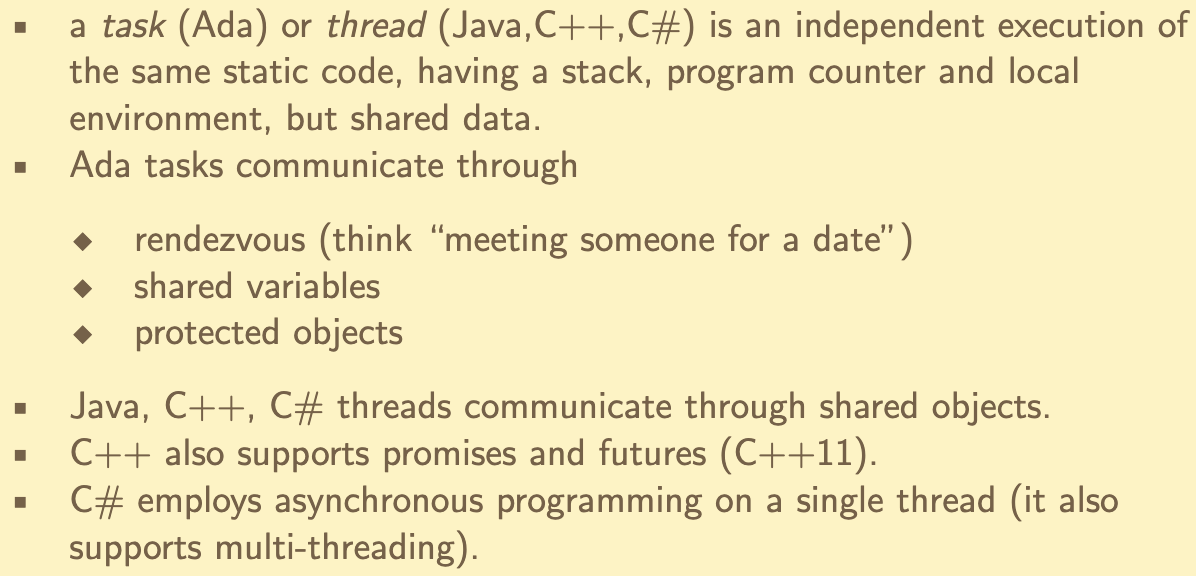 ▪ a task (Ada) or thread (Java,C++,C#) is an independent execution of
the same static code, having a stack, program counter and local
environment, but shared data.
▪ Ada tasks communicate through
◆ rendezvous (think “meeting someone for a date”)
◆ shared variables
◆ protected objects
▪ Java, C++, C# threads communicate through shared objects.
▪ C++ also supports promises and futures (C++11).
▪ C# employs asynchronous programming on a single thread (it also
supports multi-threading).